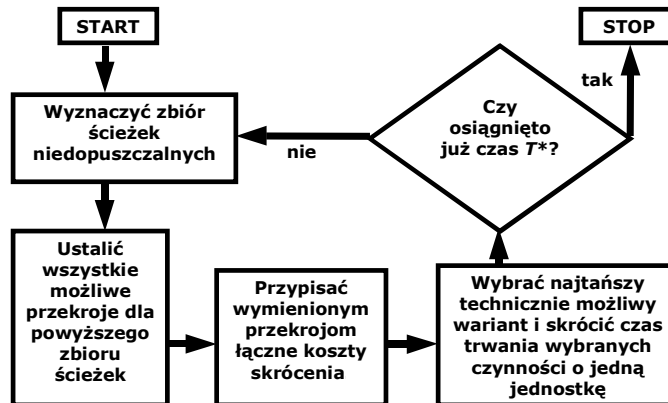 START
Wyznaczyć zbiór
ścieżek
niedopuszczalnych
Ustalić
wszystkie
możliwe
przekroje dla
powyższego
zbioru
ścieżek
Przypisać
wymienionym
przekrojom
łączne koszty
skrócenia
Wybrać najtańszy
technicznie możliwy
wariant i skrócić czas
trwania wybranych
czynności o jedną
jednostkę
Czy
osiągnięto
już czas T*?
nie
tak
STOP